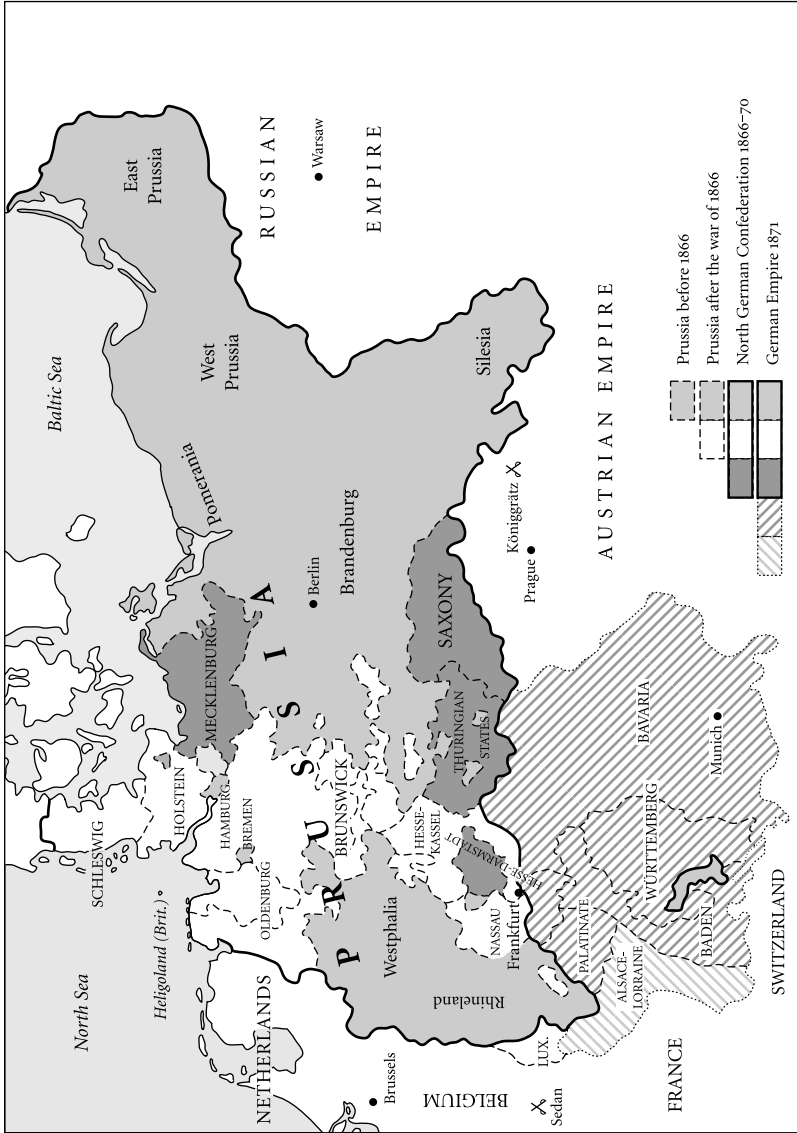 North Sea
Baltic Sea
Heligoland (Brit.)
SCHLESWIG
HOLSTEIN
HAMBURG
BREMEN
OLDENBURG
MECKLENBURG
Pomerania
West
Prussia
East
Prussia
RUSSIAN
EMPIRE
Warsaw
NETHERLANDS
PRUSSIA
Berlin
Brandenburg
BRUNSWICK
Westphalia
Rhineland
HESSE-
KASSEL
NASSAU
Frankfurt
HESSE-DARMSTADT
THURINGIAN
STATES
SAXONY
Silesia
Brussels
BELGIUM
Sedan
LUX.
Königgrätz
Prague
AUSTRIAN EMPIRE
PALATINATE
ALSACE-
LORRAINE
FRANCE
BADEN
WÜRTTEMBERG
BAVARIA
Munich
SWITZERLAND
Prussia before 1866
Prussia after the war of 1866
North German Confederation 1866–70
German Empire 1871